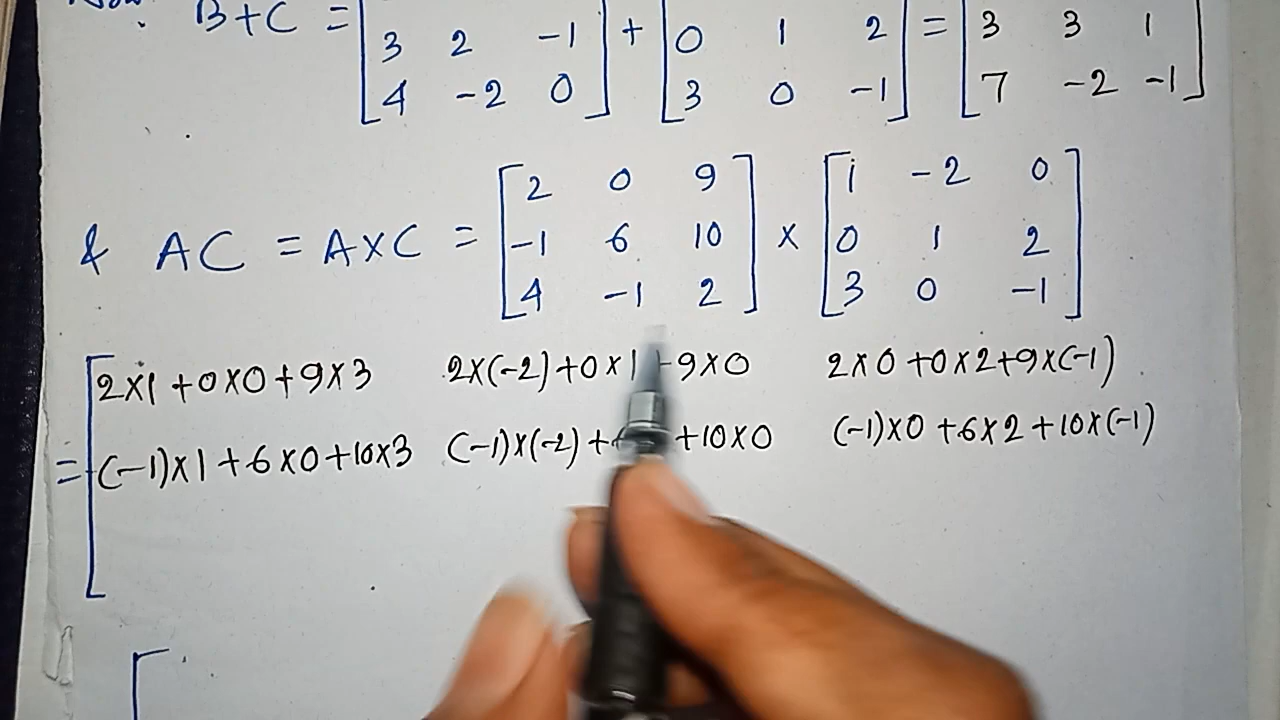 B+C = [ ] + [ ] = [ ]
3 2 -1 0 1 2 3 3 1
4 -2 0 3 0 -1 7 -2 -1
2 0 9 1 -2 0
& AC = A×C = [ -1 6 10 ] × [ 0 1 2 ]
4 -1 2 3 0 -1
2×1 +0×0+9×3 2×(-2)+0×1+9×0 2×0+0×2+9×(-1)
= (-1)×1+6×0+10×3 (-1)×(-2)+ +10×0 (-1)×0+6×2+10×(-1)